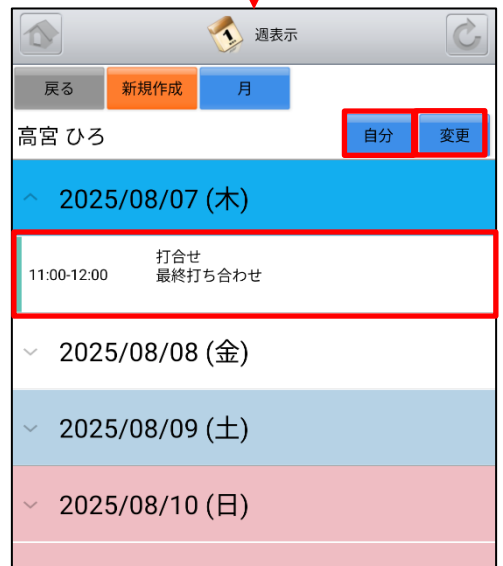 1 週表示
戻る 新規作成 月
高宮 ひろ 自分 変更
2025/08/07 (木)
打合せ
11:00-12:00 最終打ち合わせ
2025/08/08 (金)
2025/08/09 (土)
2025/08/10 (日)